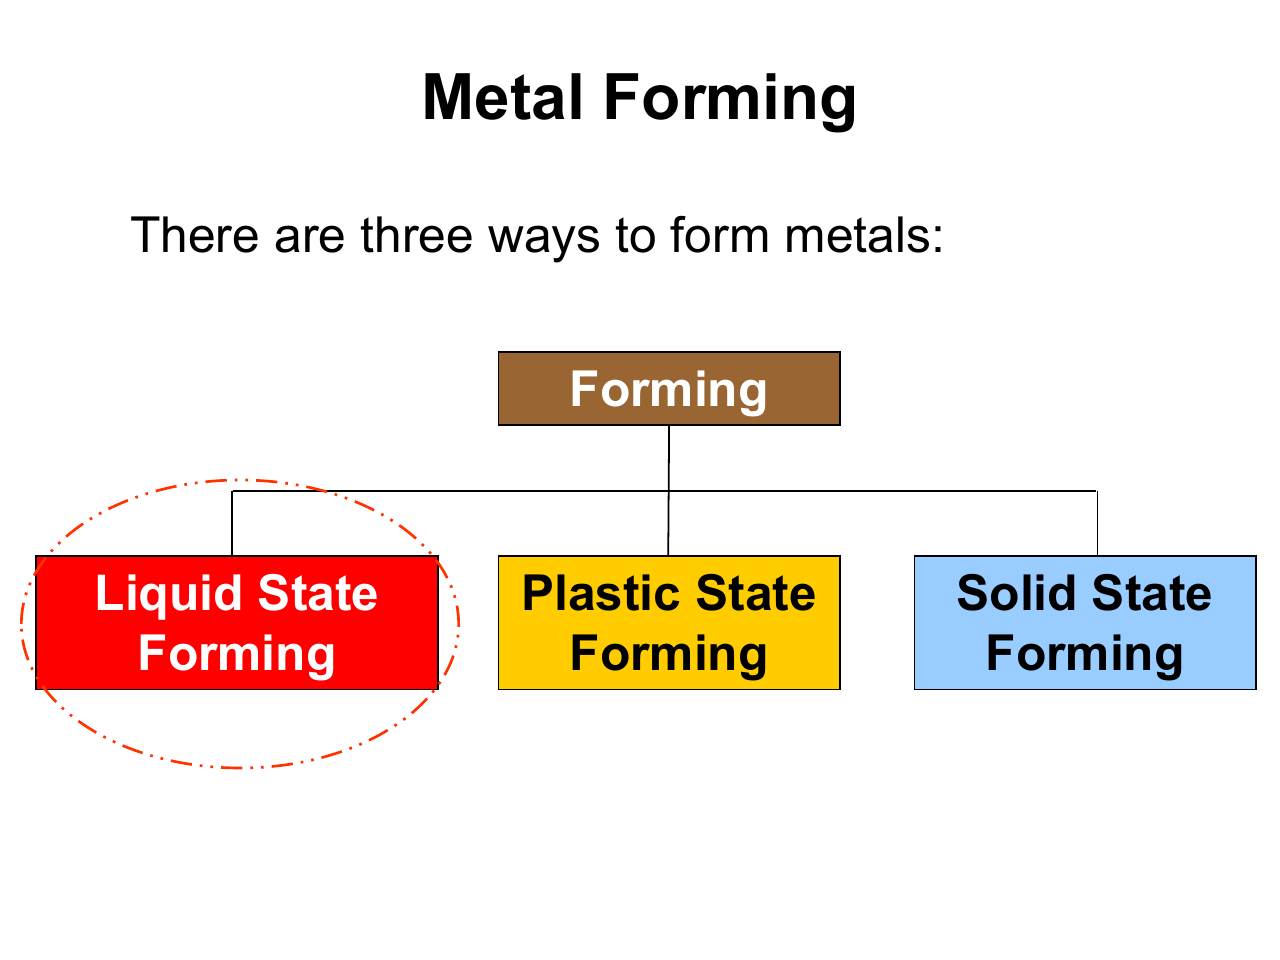 Metal Forming
There are three ways to form metals:
Forming
Liquid State
Forming
Plastic State
Forming
Solid State
Forming